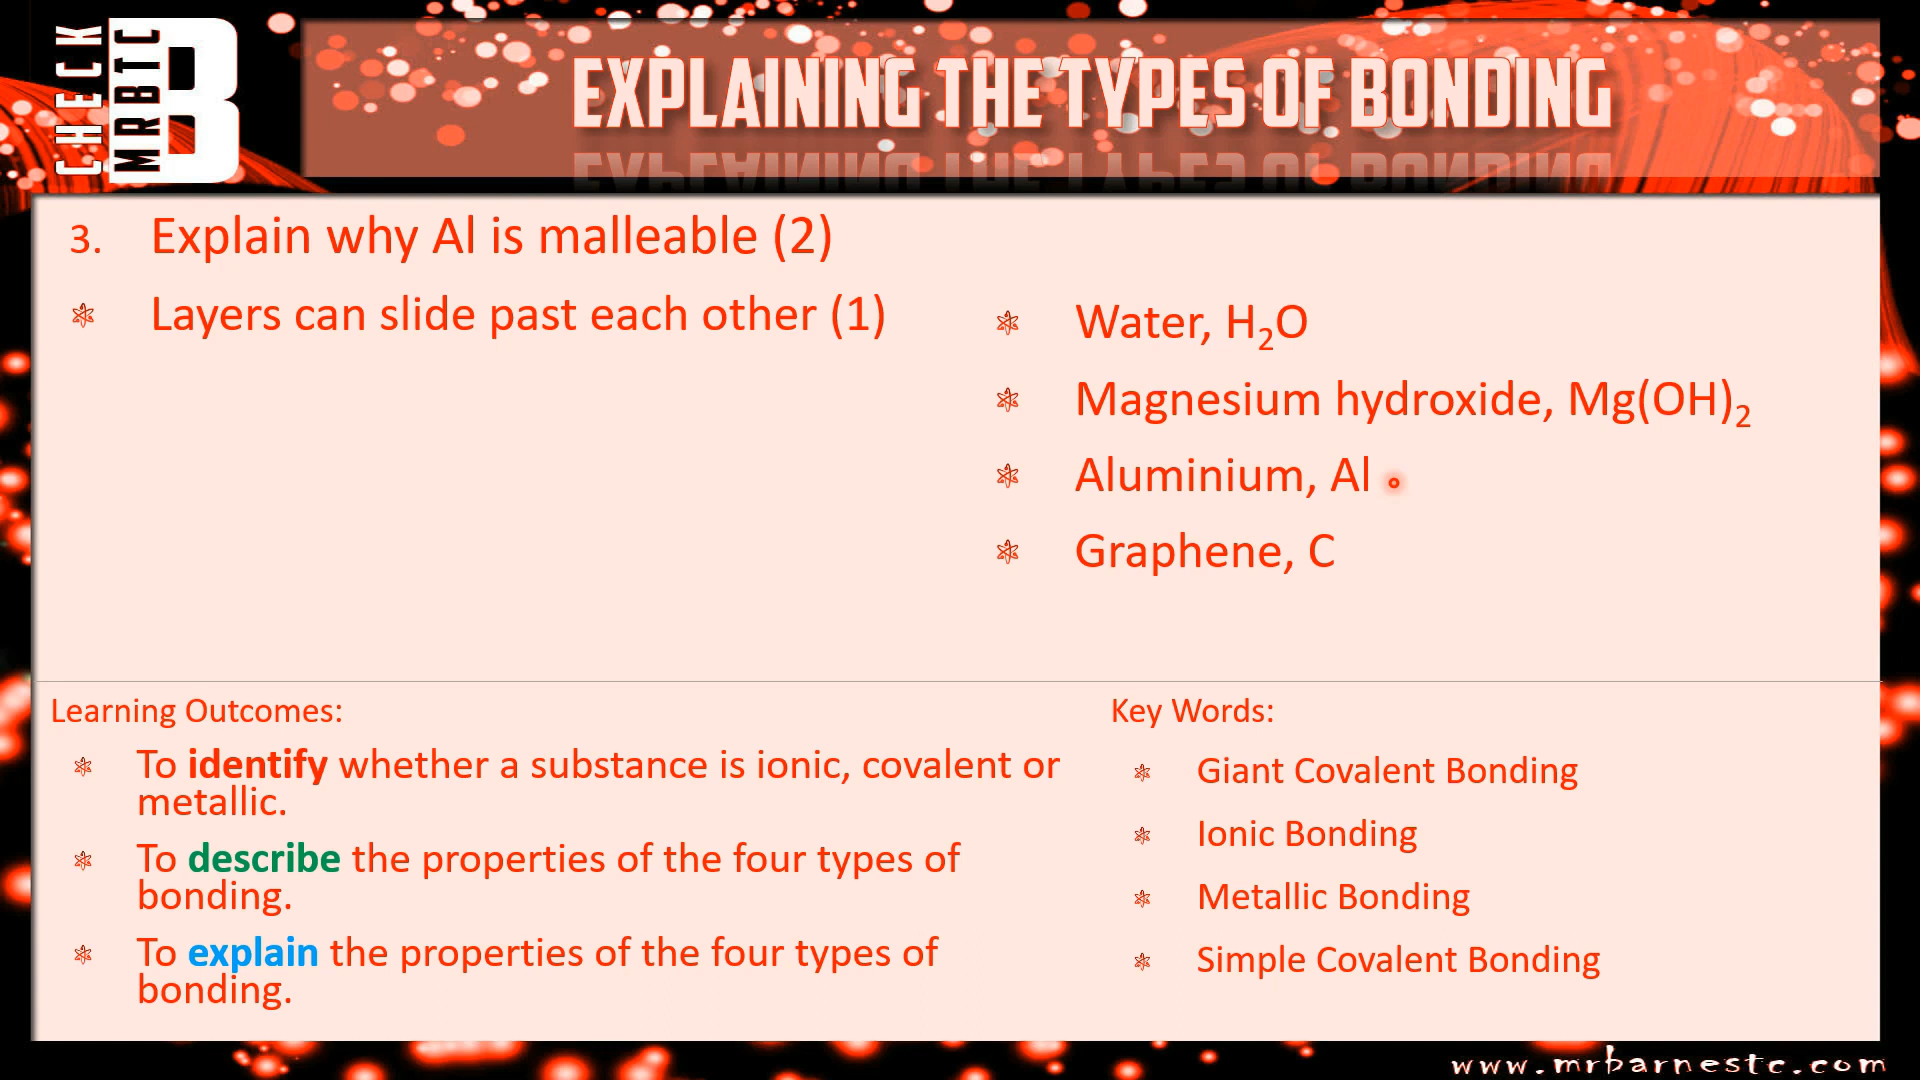 CHECK
MRBTC
B
EXPLAINING THE TYPES OF BONDING
3. Explain why Al is malleable (2)
Layers can slide past each other (1)
Water, H₂O
Magnesium hydroxide, Mg(OH)₂
Aluminium, Al
Graphene, C
Learning Outcomes:
To identify whether a substance is ionic, covalent or
metallic.
To describe the properties of the four types of
bonding.
To explain the properties of the four types of
bonding.
Key Words:
Giant Covalent Bonding
Ionic Bonding
Metallic Bonding
Simple Covalent Bonding
www.mrbarnestc.com